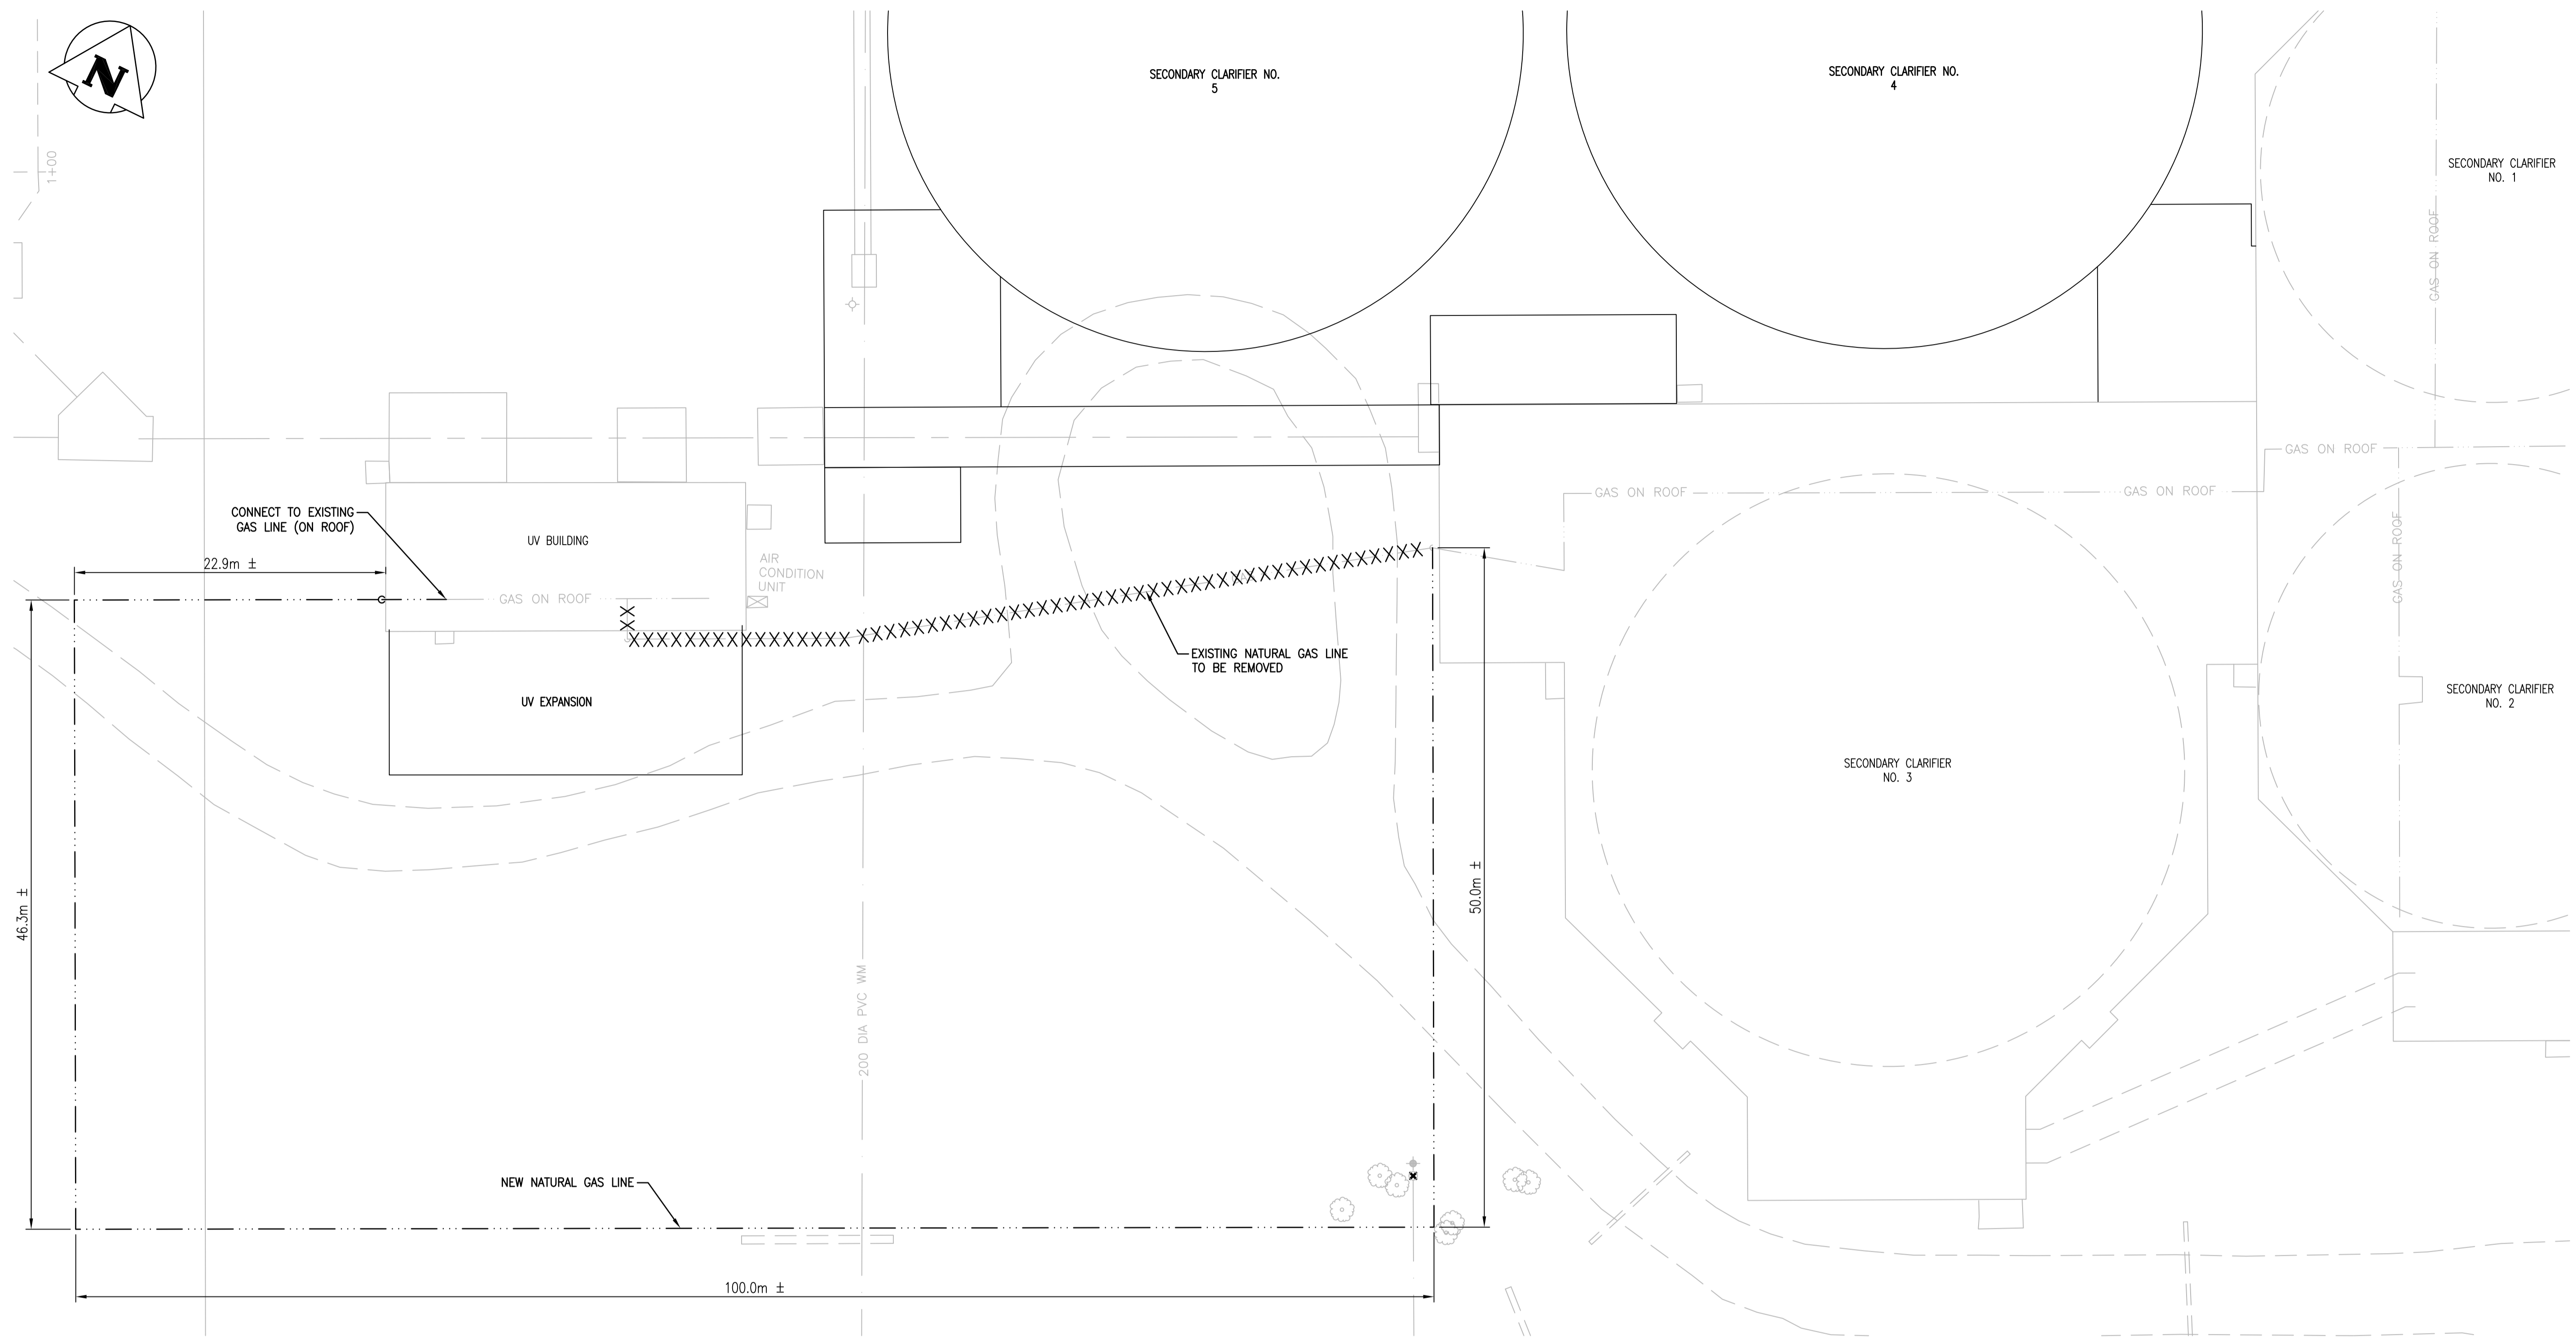 N
1+00
SECONDARY CLARIFIER NO.
5
SECONDARY CLARIFIER NO.
4
SECONDARY CLARIFIER
NO. 1
GAS ON ROOF
GAS ON ROOF
GAS ON ROOF
GAS ON ROOF
GAS ON ROOF
CONNECT TO EXISTING
GAS LINE (ON ROOF)
UV BUILDING
AIR
CONDITION
UNIT
22.9m ±
GAS ON ROOF
EXISTING NATURAL GAS LINE
TO BE REMOVED
UV EXPANSION
SECONDARY CLARIFIER
NO. 2
SECONDARY CLARIFIER
NO. 3
46.3m ±
50.0m ±
200 DIA PVC WM
NEW NATURAL GAS LINE
100.0m ±